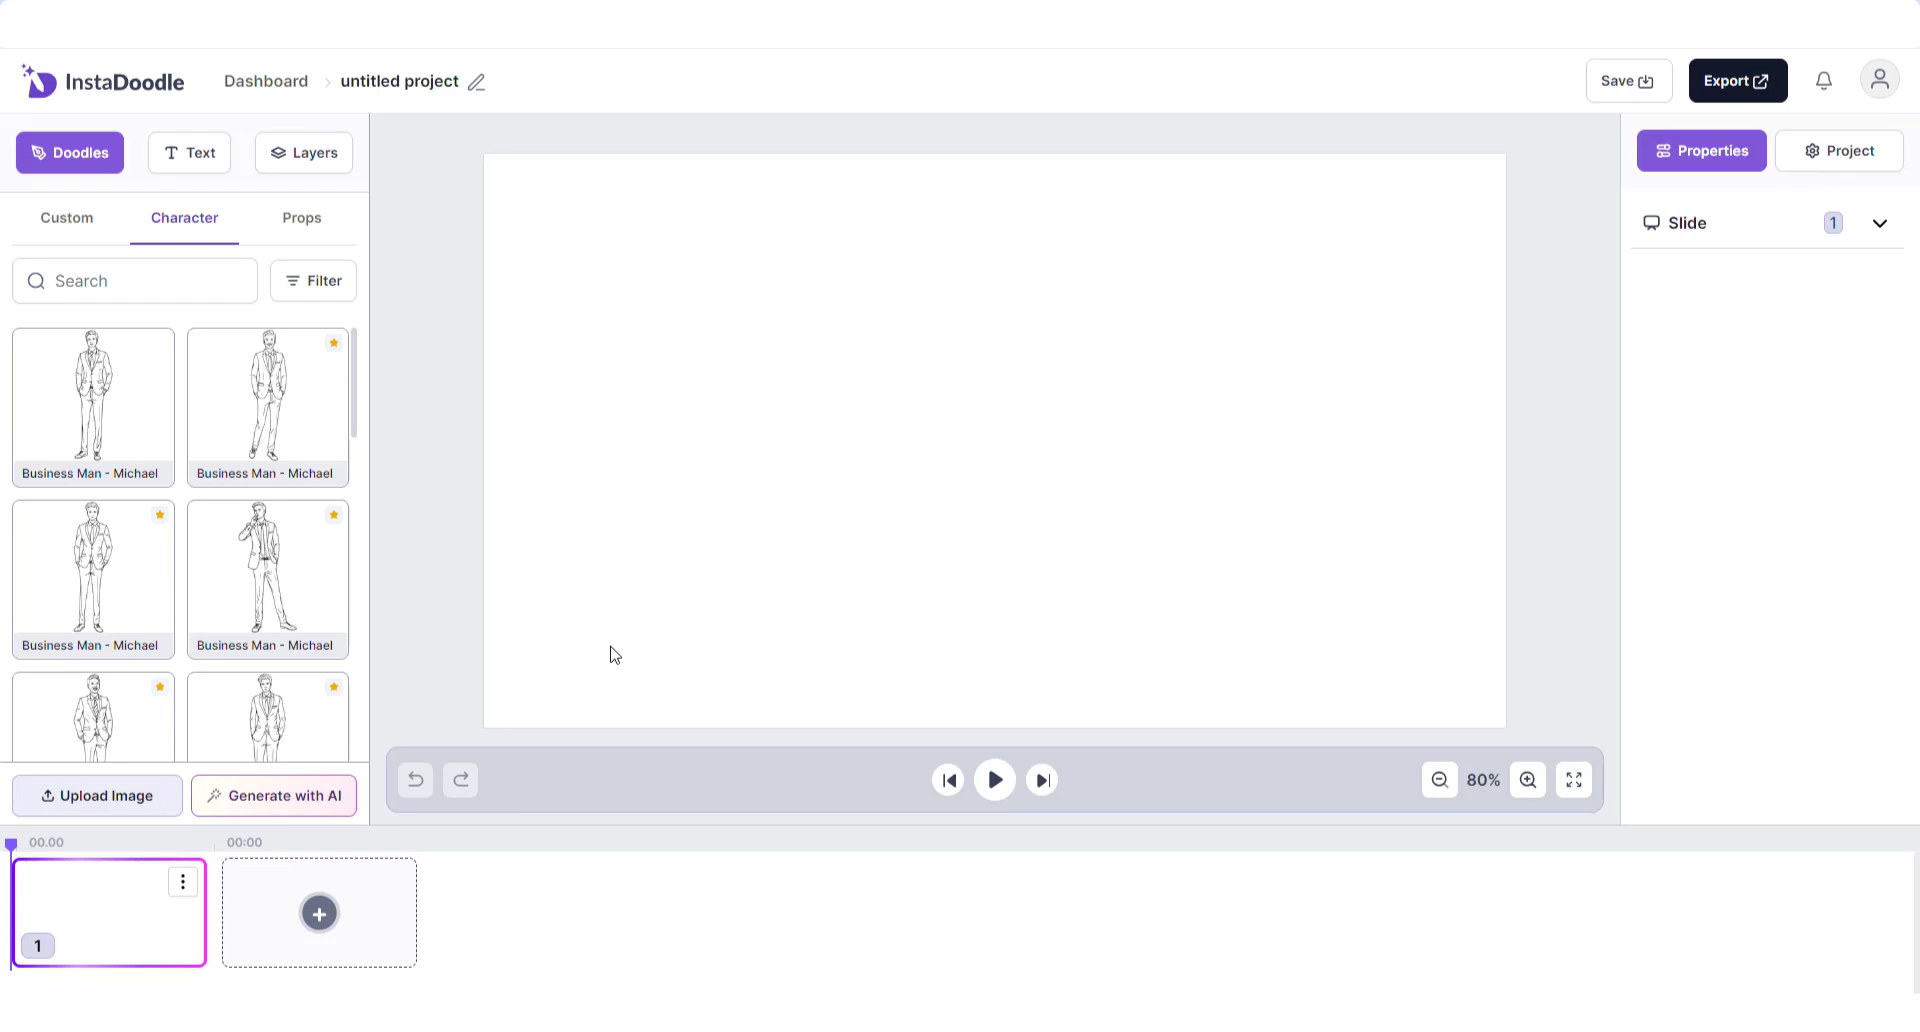 InstaDoodle
Dashboard
untitled project
Save
Export
Doodles
Text
Layers
Properties
Project
Custom
Character
Props
Slide
1
Search
Filter
Business Man - Michael
Business Man - Michael
Business Man - Michael
Business Man - Michael
Upload Image
Generate with AI
80%
00.00
00:00
1